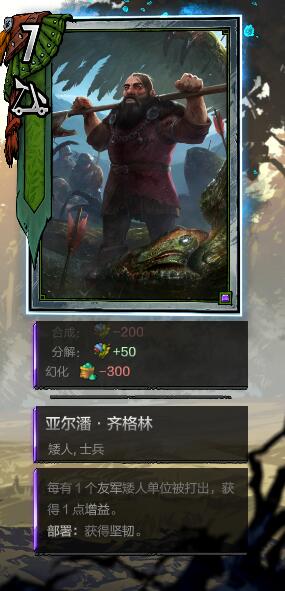 7
合成: -200
分解: +50
幻化 -300
亚尔潘·齐格林
矮人, 士兵
每有1个友军矮人单位被打出，获
得1点增益。
部署：获得坚韧。